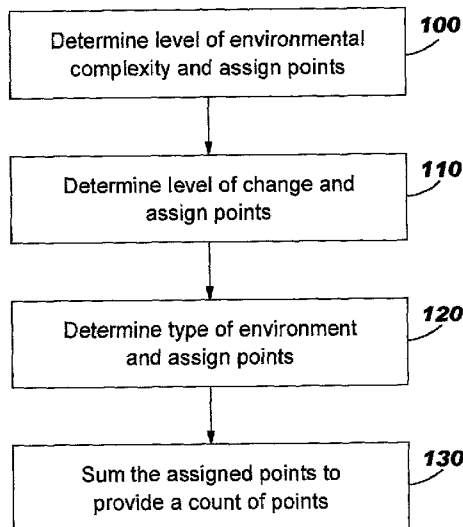 Determine level of environmental
complexity and assign points
100
Determine level of change and
assign points
110
Determine type of environment
and assign points
120
Sum the assigned points to
provide a count of points
130